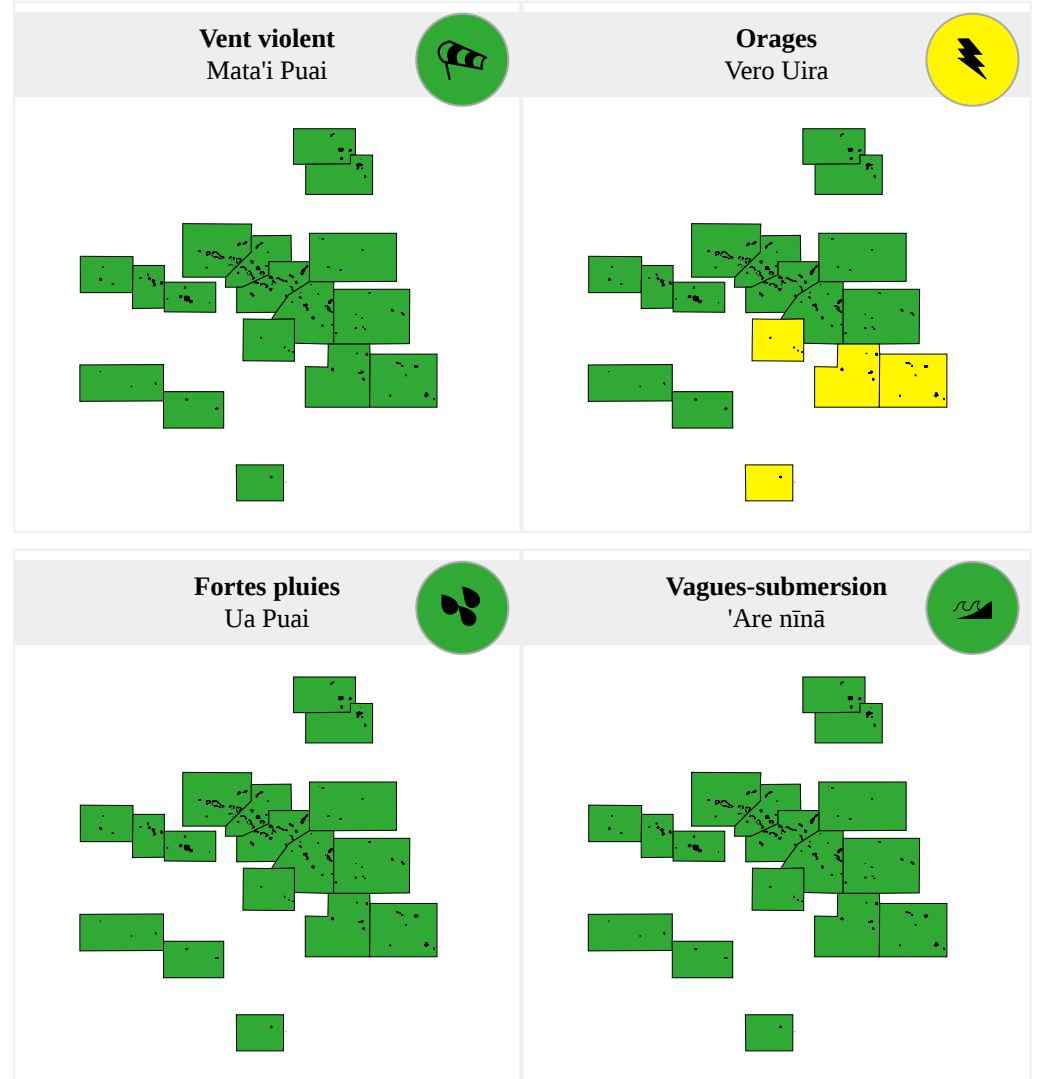 Vent violent
Mata'i Puai
Orages
Vero Uira
Fortes pluies
Ua Puai
Vagues-submersion
'Are nīnā